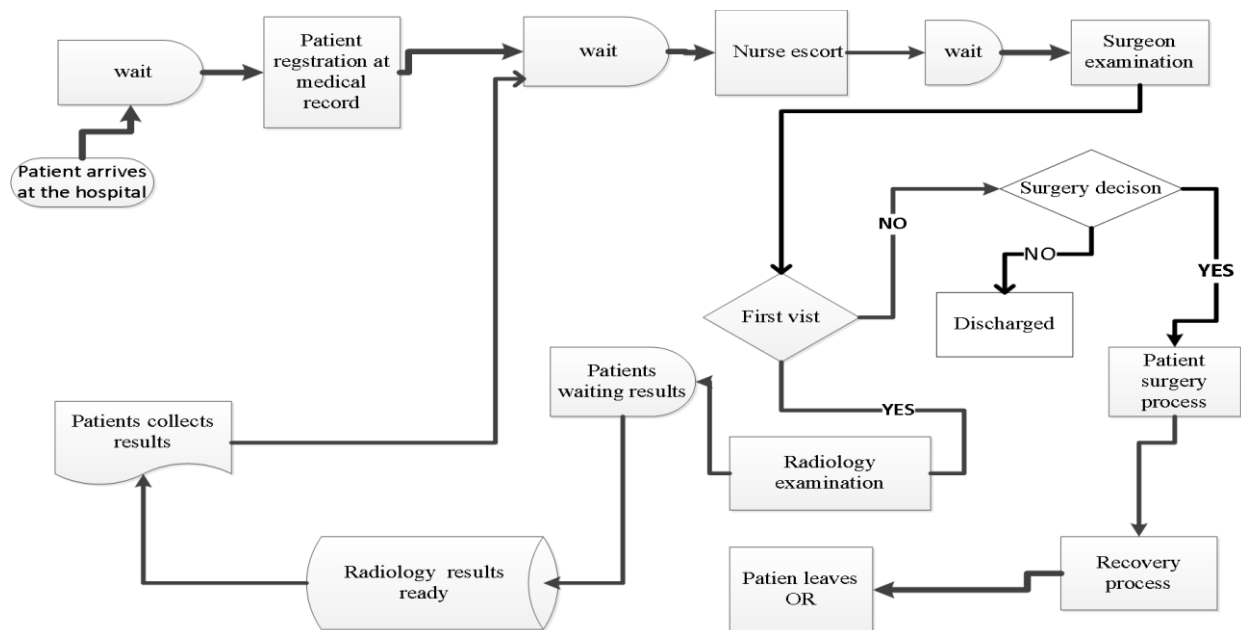 wait
Patient
regstration at
medical
record
wait
Nurse escort
wait
Surgeon
examination
Patient arrives
at the hospital
Surgery decison
NO
NO
YES
First vist
Discharged
Patients
waiting results
Patient
surgery
process
YES
Patients collects
results
Radiology
examination
Radiology results
ready
Patien leaves
OR
Recovery
process